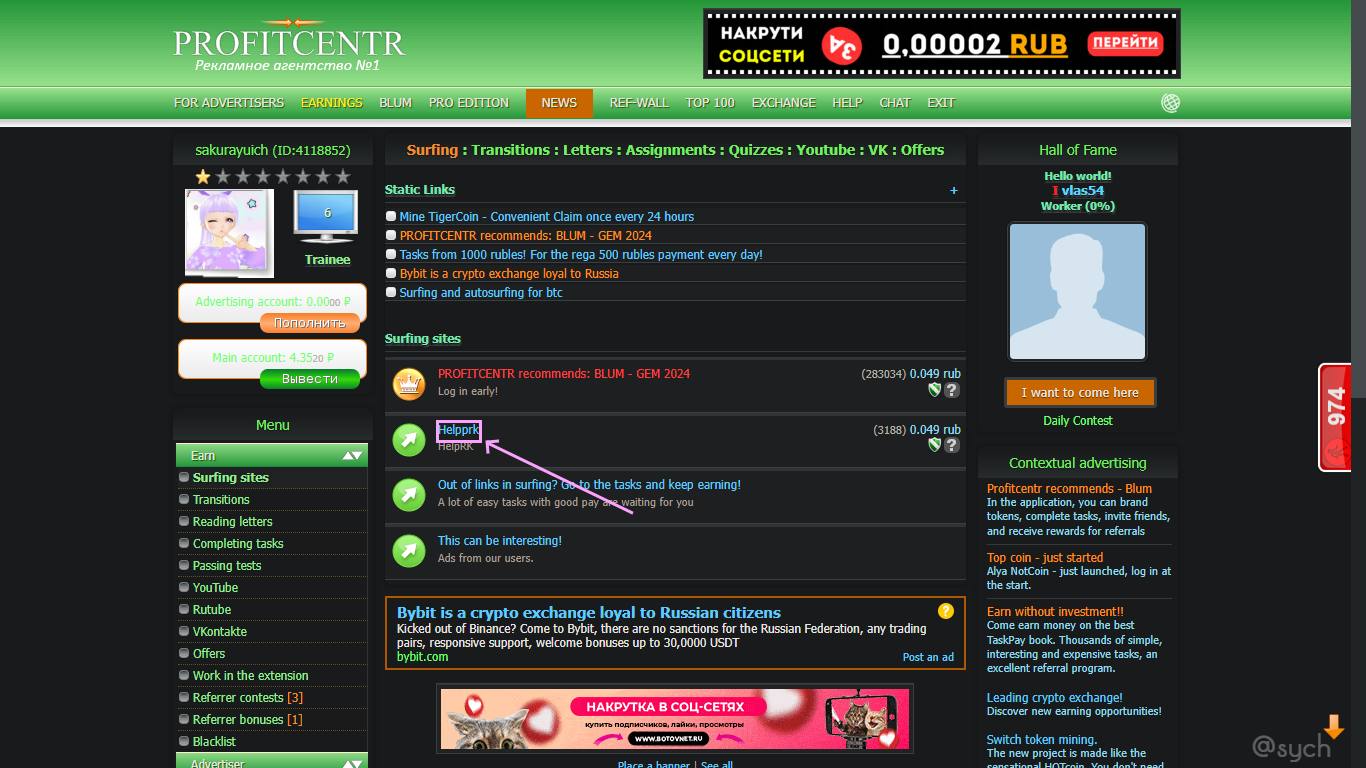 PROFITCENTR
Рекламное агентство №1
НАКРУТИ
СОЦСЕТИ
34
0,00002 RUB
ПЕРЕЙТИ
FOR ADVERTISERS EARNINGS BLUM PRO EDITION NEWS REF-WALL TOP 100 EXCHANGE HELP CHAT EXIT
sakurayuich (ID:4118852)
6
Trainee
Advertising account: 0.0000 ₽
Пополнить
Main account: 4.3520 ₽
Вывести
Menu
Earn
Surfing sites
Transitions
Reading letters
Completing tasks
Passing tests
YouTube
Rutube
VKontakte
Offers
Work in the extension
Referrer contests [3]
Referrer bonuses [1]
Blacklist
Advertiser
Surfing : Transitions : Letters : Assignments : Quizzes : Youtube : VK : Offers
Static Links +
Mine TigerCoin - Convenient Claim once every 24 hours
PROFITCENTR recommends: BLUM - GEM 2024
Tasks from 1000 rubles! For the rega 500 rubles payment every day!
Bybit is a crypto exchange loyal to Russia
Surfing and autosurfing for btc
Surfing sites
PROFITCENTR recommends: BLUM - GEM 2024 (283034) 0.049 rub
Log in early! ?
Helpprk (3188) 0.049 rub
HelpRK ?
Out of links in surfing? Go to the tasks and keep earning!
A lot of easy tasks with good pay are waiting for you
This can be interesting!
Ads from our users.
Bybit is a crypto exchange loyal to Russian citizens ?
Kicked out of Binance? Come to Bybit, there are no sanctions for the Russian Federation, any trading
pairs, responsive support, welcome bonuses up to 30,0000 USDT
bybit.com Post an ad
НАКРУТКА В СОЦ-СЕТЯХ
купить подписчиков, лайки, просмотры
WWW.BOTOVNET.RU
Place a banner | See all
Hall of Fame
Hello world!
I vlas54
Worker (0%)
I want to come here
Daily Contest
Contextual advertising
Profitcentr recommends - Blum
In the application, you can brand
tokens, complete tasks, invite friends,
and receive rewards for referrals
Top coin - just started
Alya NotCoin - just launched, log in at
the start.
Earn without investment!!
Come earn money on the best
TaskPay book. Thousands of simple,
interesting and expensive tasks, an
excellent referral program.
Leading crypto exchange!
Discover new earning opportunities!
Switch token mining.
The new project is made like the
sensational HOTcoin. You don't need
974
@sych